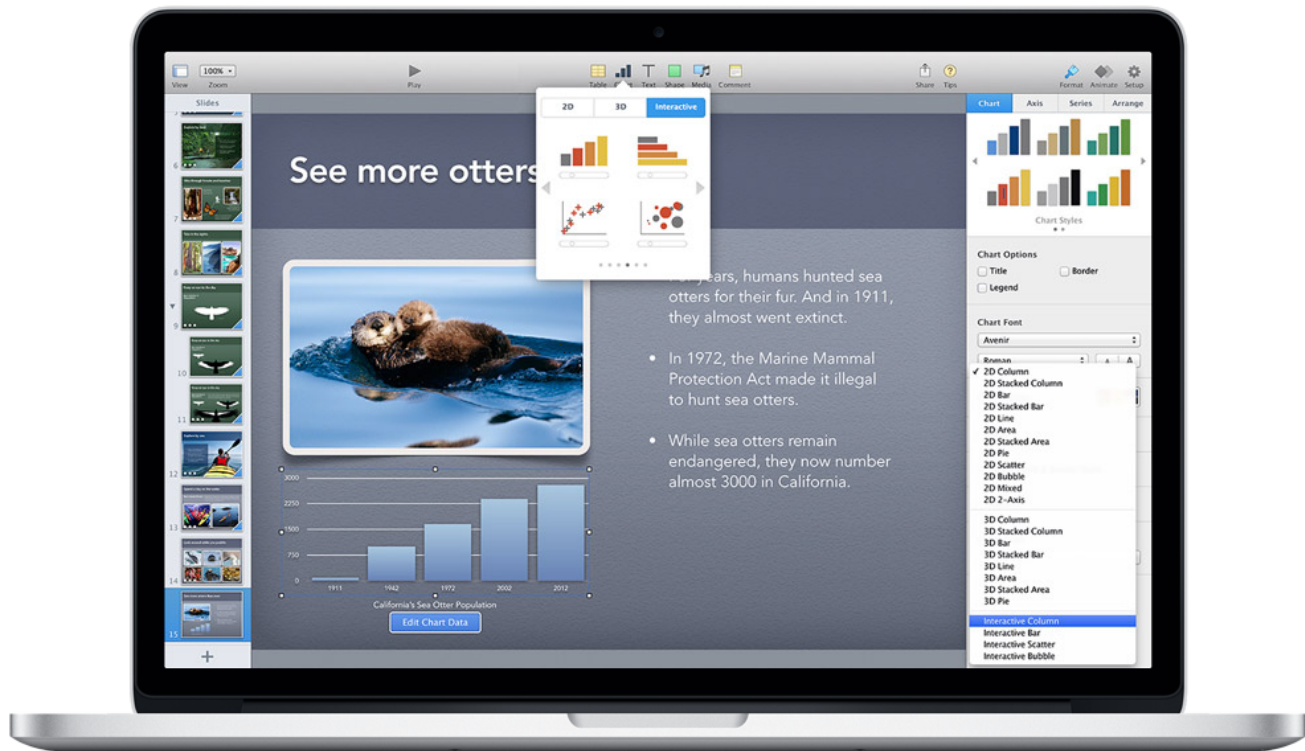 100%
View
Zoom
Play
Table
Text
Shape
Media
Comment
Share
Tips
Format
Animate
Setup
Slides
6
7
8
9
10
11
12
13
14
15
+
2D
3D
Interactive
See more otters
years, humans hunted sea
otters for their fur. And in 1911,
they almost went extinct.
• In 1972, the Marine Mammal
Protection Act made it illegal
to hunt sea otters.
• While sea otters remain
endangered, they now number
almost 3000 in California.
3000
2250
1500
750
0
1911
1942
1972
2002
2012
California's Sea Otter Population
Edit Chart Data
Chart
Axis
Series
Arrange
Chart Styles
Chart Options
Title
Border
Legend
Chart Font
Avenir
Roman
A
A
✓ 2D Column
2D Stacked Column
2D Bar
2D Stacked Bar
2D Line
2D Area
2D Stacked Area
2D Pie
2D Scatter
2D Bubble
2D Mixed
2D 2-Axis
3D Column
3D Stacked Column
3D Bar
3D Stacked Bar
3D Line
3D Area
3D Stacked Area
3D Pie
Interactive Column
Interactive Bar
Interactive Scatter
Interactive Bubble